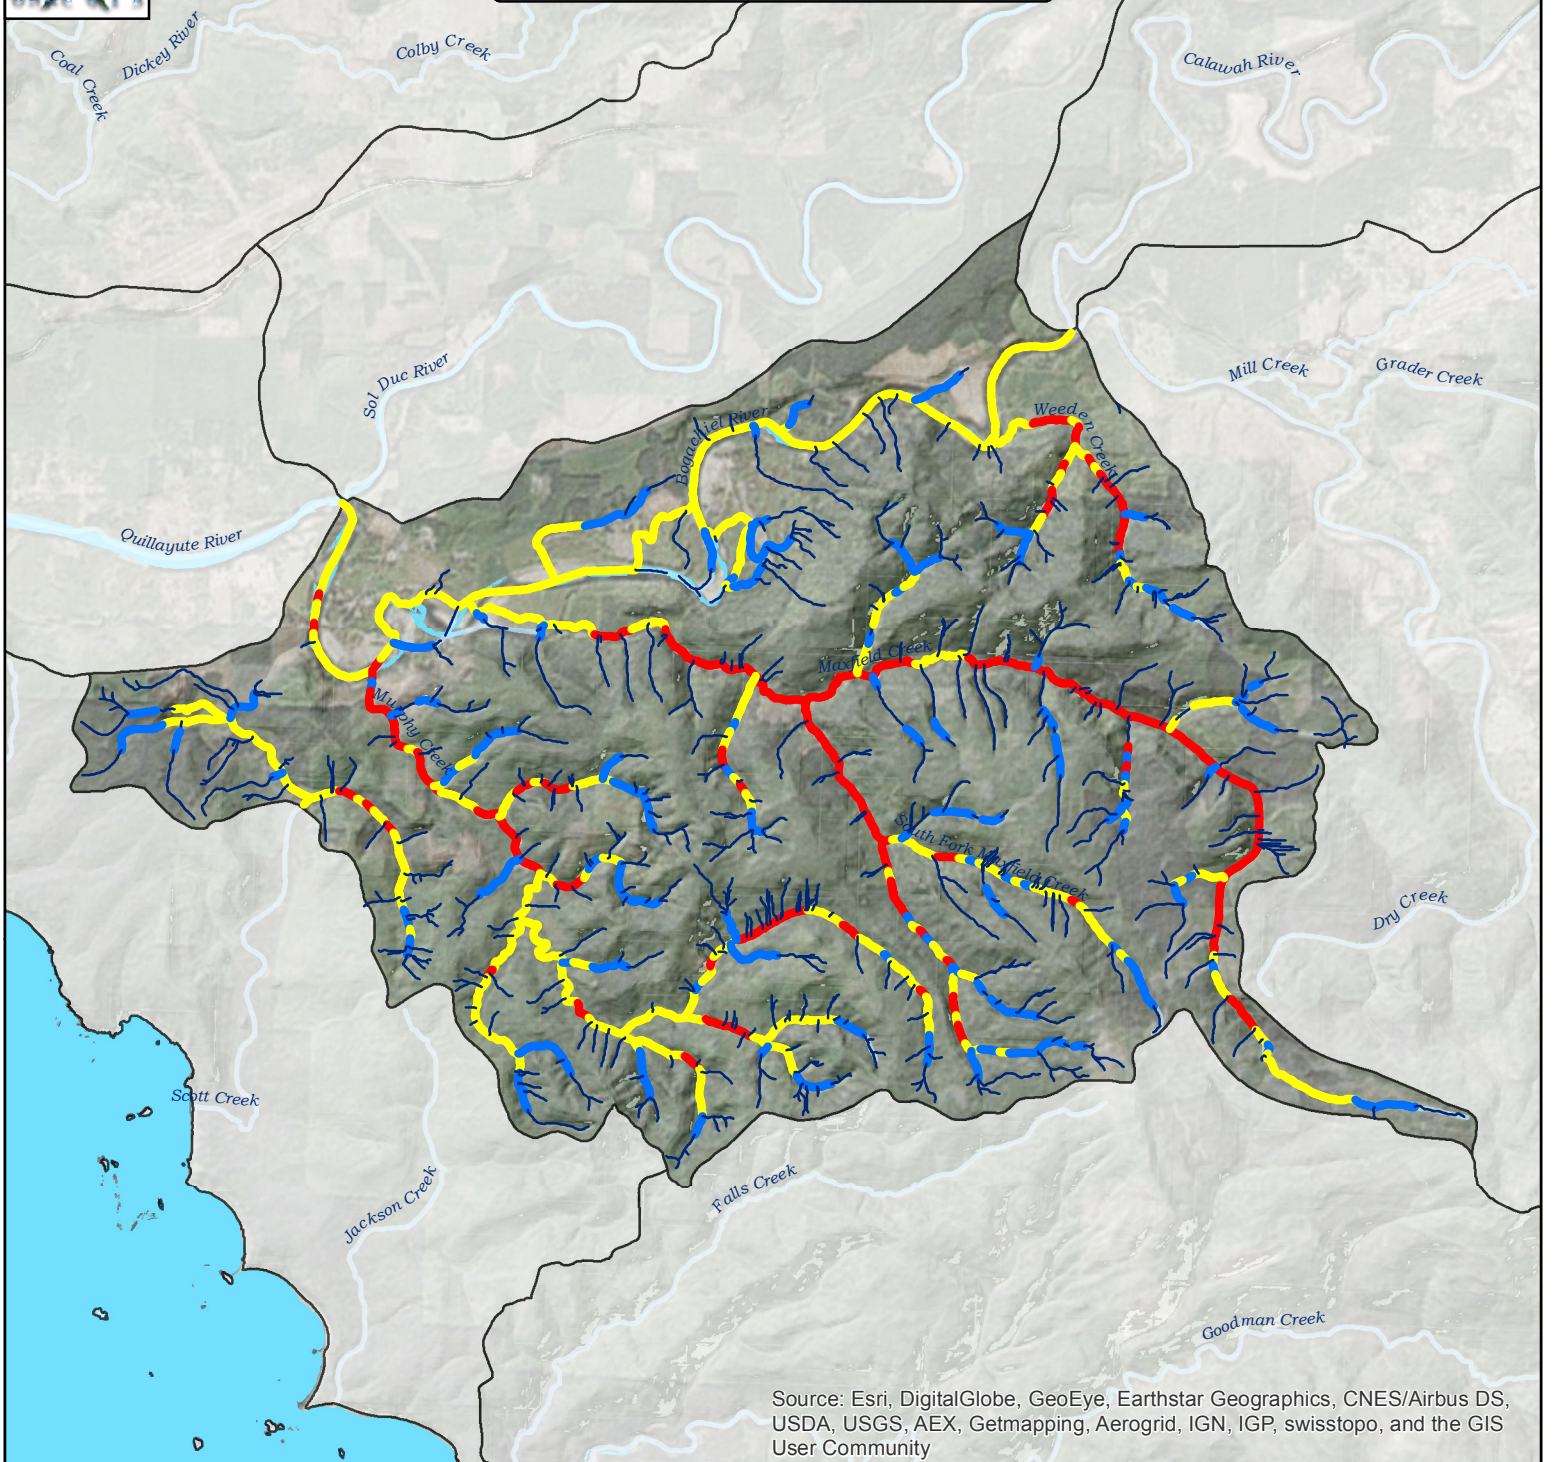 Coal Creek
Dickey River
Colby Creek
Calawah River
Sol Duc River
Mill Creek
Grader Creek
Bogachiel River
Weeden Creek
Quillayute River
Maxfield Creek
Murphy Creek
South Fork Maxfield Creek
Dry Creek
Scott Creek
Jackson Creek
Falls Creek
Goodman Creek
Source: Esri, DigitalGlobe, GeoEye, Earthstar Geographics, CNES/Airbus DS,
USDA, USGS, AEX, Getmapping, Aerogrid, IGN, IGP, swisstopo, and the GIS
User Community